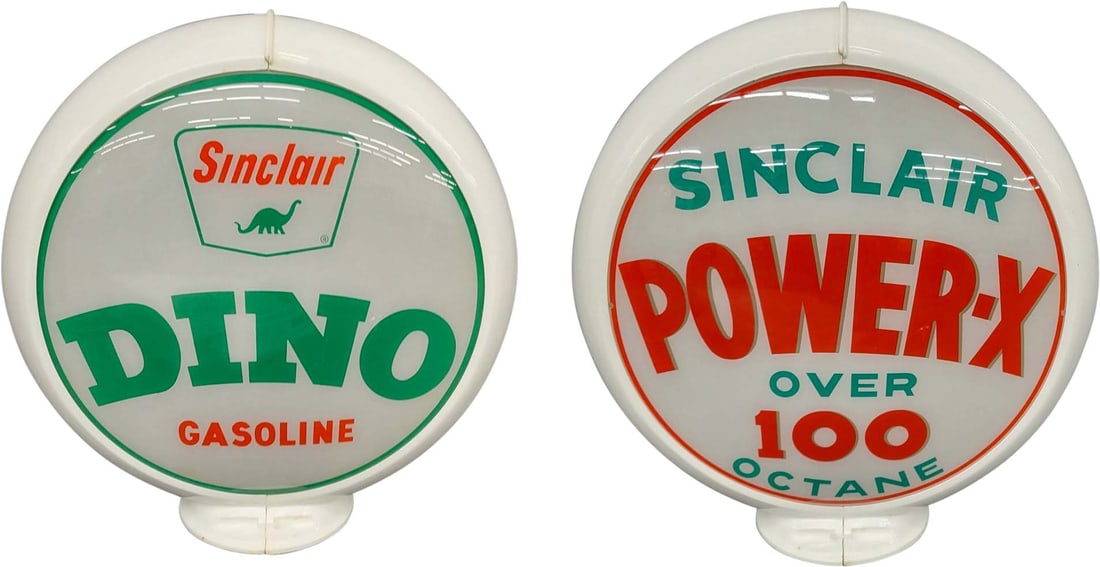 Sinclair
®
DINO
GASOLINE
SINCLAIR
POWER-X
OVER
100
OCTANE